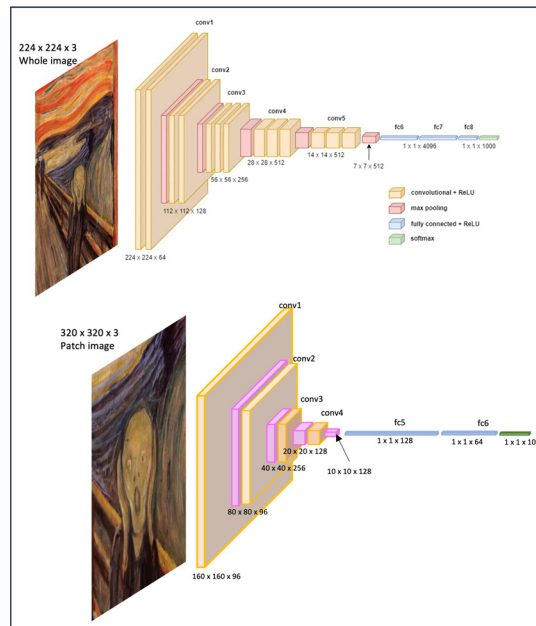 224 x 224 x 3
Whole image
conv1
conv2
conv3
conv4
conv5
fc6
fc7
fc8
1 x 1 x 4096
1 x 1 x 1000
7 x 7 x 512
14 x 14 x 512
28 x 28 x 512
56 x 56 x 256
112 x 112 x 128
224 x 224 x 64
convolutional + ReLU
max pooling
fully connected + ReLU
softmax
320 x 320 x 3
Patch image
conv1
conv2
conv3
conv4
fc5
fc6
1 x 1 x 128
1 x 1 x 64
1 x 1 x 10
20 x 20 x 128
40 x 40 x 256
10 x 10 x 128
80 x 80 x 96
160 x 160 x 96